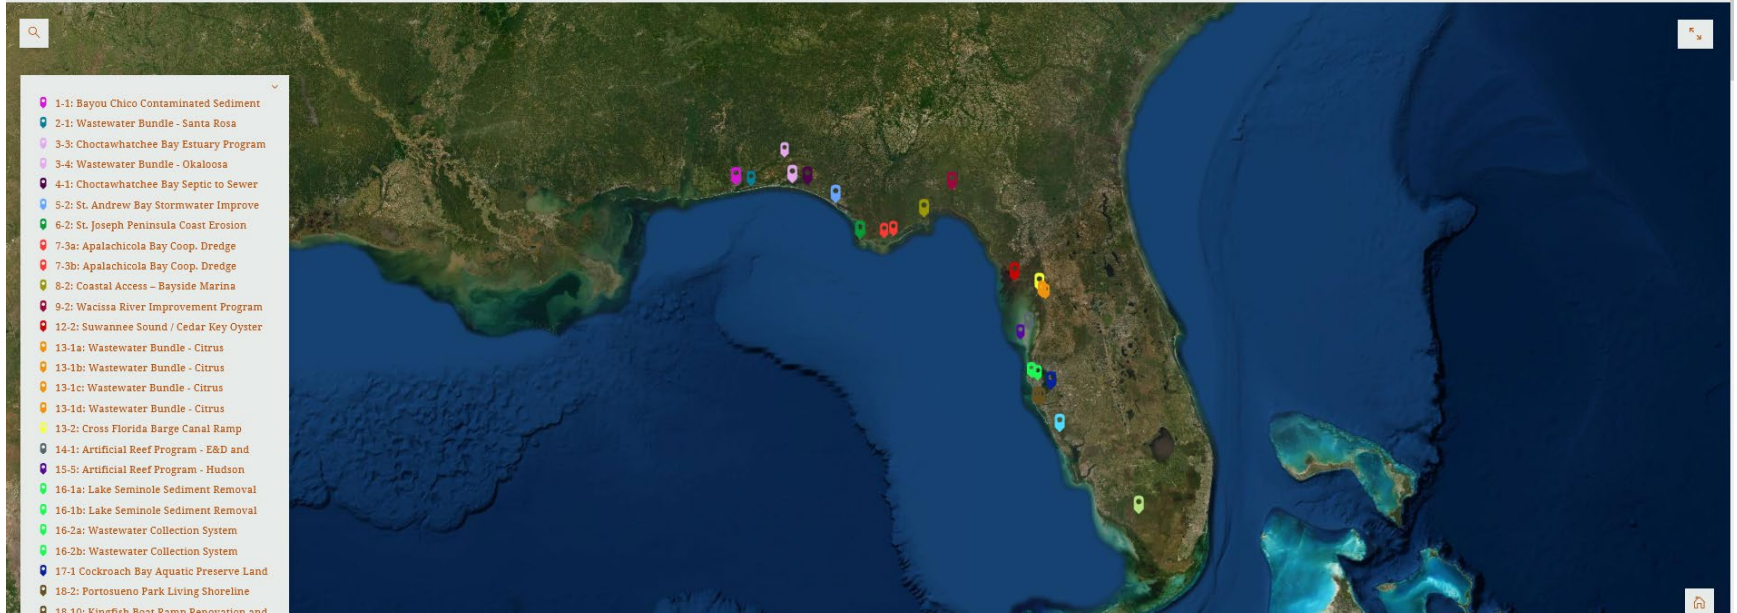 1-1: Bayou Chico Contaminated Sediment
2-1: Wastewater Bundle - Santa Rosa
3-3: Choctawhatchee Bay Estuary Program
3-4: Wastewater Bundle - Okaloosa
4-1: Choctawhatchee Bay Septic to Sewer
5-2: St. Andrew Bay Stormwater Improve
6-2: St. Joseph Peninsula Coast Erosion
7-3a: Apalachicola Bay Coop. Dredge
7-3b: Apalachicola Bay Coop. Dredge
8-2: Coastal Access – Bayside Marina
9-2: Wacissa River Improvement Program
12-2: Suwannee Sound / Cedar Key Oyster
13-1a: Wastewater Bundle - Citrus
13-1b: Wastewater Bundle - Citrus
13-1c: Wastewater Bundle - Citrus
13-1d: Wastewater Bundle - Citrus
13-2: Cross Florida Barge Canal Ramp
14-1: Artificial Reef Program - E&D and
15-5: Artificial Reef Program - Hudson
16-1a: Lake Seminole Sediment Removal
16-1b: Lake Seminole Sediment Removal
16-2a: Wastewater Collection System
16-2b: Wastewater Collection System
17-1 Cockroach Bay Aquatic Preserve Land
18-2: Portosueno Park Living Shoreline
18-10: Kingfish Boat Ramp Renovation and